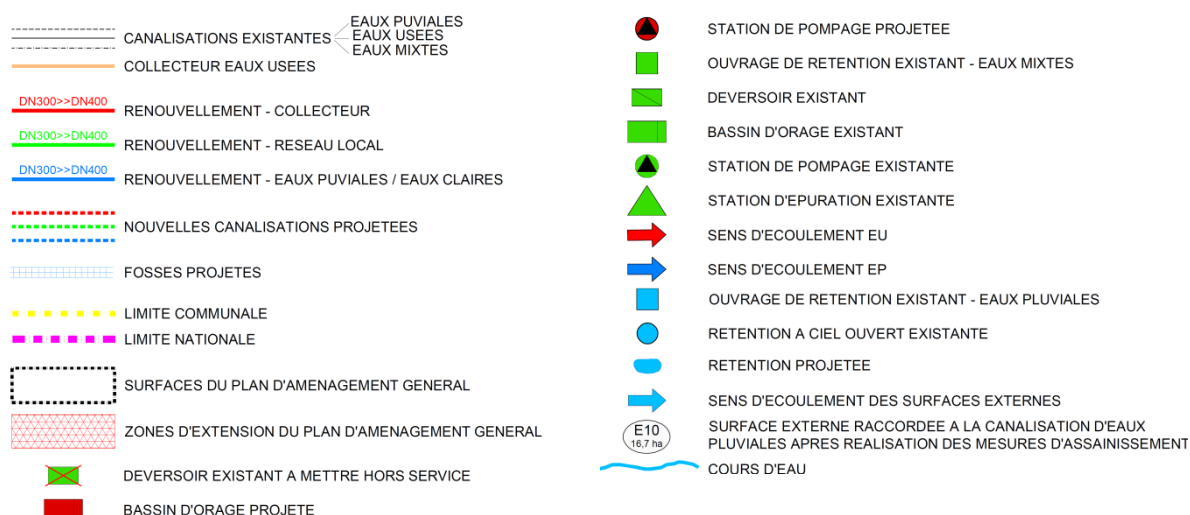 EAUX PUVIALES
CANALISATIONS EXISTANTES
EAUX USEES
EAUX MIXTES
COLLECTEUR EAUX USEES
DN300>>DN400
RENOUVELLEMENT - COLLECTEUR
DN300>>DN400
RENOUVELLEMENT - RESEAU LOCAL
DN300>>DN400
RENOUVELLEMENT - EAUX PUVIALES / EAUX CLAIRES
NOUVELLES CANALISATIONS PROJETEES
FOSSES PROJETES
LIMITE COMMUNALE
LIMITE NATIONALE
SURFACES DU PLAN D'AMENAGEMENT GENERAL
ZONES D'EXTENSION DU PLAN D'AMENAGEMENT GENERAL
DEVERSOIR EXISTANT A METTRE HORS SERVICE
BASSIN D'ORAGE PROJETE
STATION DE POMPAGE PROJETEE
OUVRAGE DE RETENTION EXISTANT - EAUX MIXTES
DEVERSOIR EXISTANT
BASSIN D'ORAGE EXISTANT
STATION DE POMPAGE EXISTANTE
STATION D'EPURATION EXISTANTE
SENS D'ECOULEMENT EU
SENS D'ECOULEMENT EP
OUVRAGE DE RETENTION EXISTANT - EAUX PLUVIALES
RETENTION A CIEL OUVERT EXISTANTE
RETENTION PROJETEE
SENS D'ECOULEMENT DES SURFACES EXTERNES
E10
16,7 ha
SURFACE EXTERNE RACCORDEE A LA CANALISATION D'EAUX
PLUVIALES APRES REALISATION DES MESURES D'ASSAINISSEMENT
COURS D'EAU